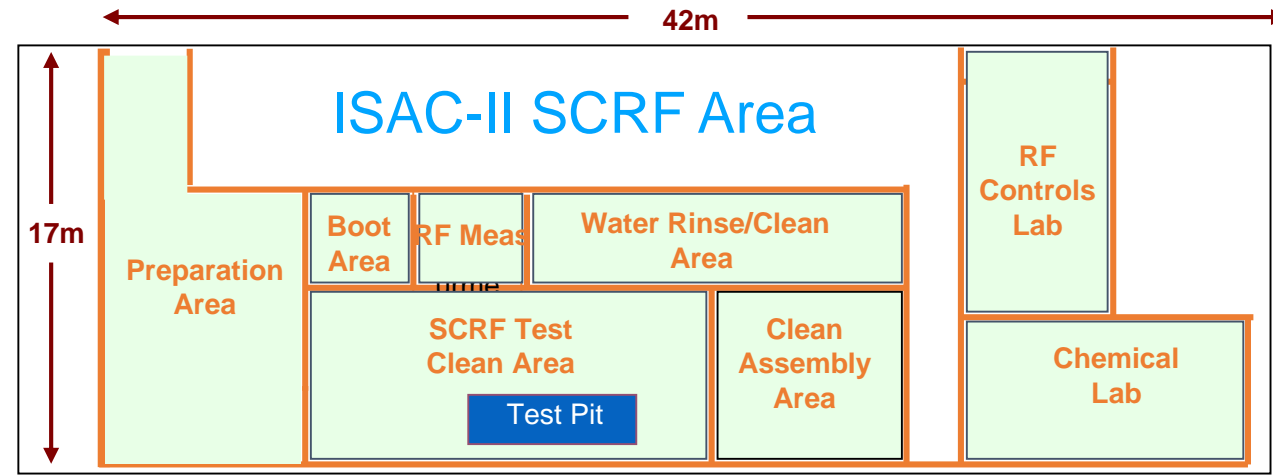 42m
ISAC-II SCRF Area
17m
Preparation
Area
Boot
Area
RF Meas
Water Rinse/Clean
Area
RF
Controls
Lab
SCRF Test
Clean Area
Test Pit
Clean
Assembly
Area
Chemical
Lab